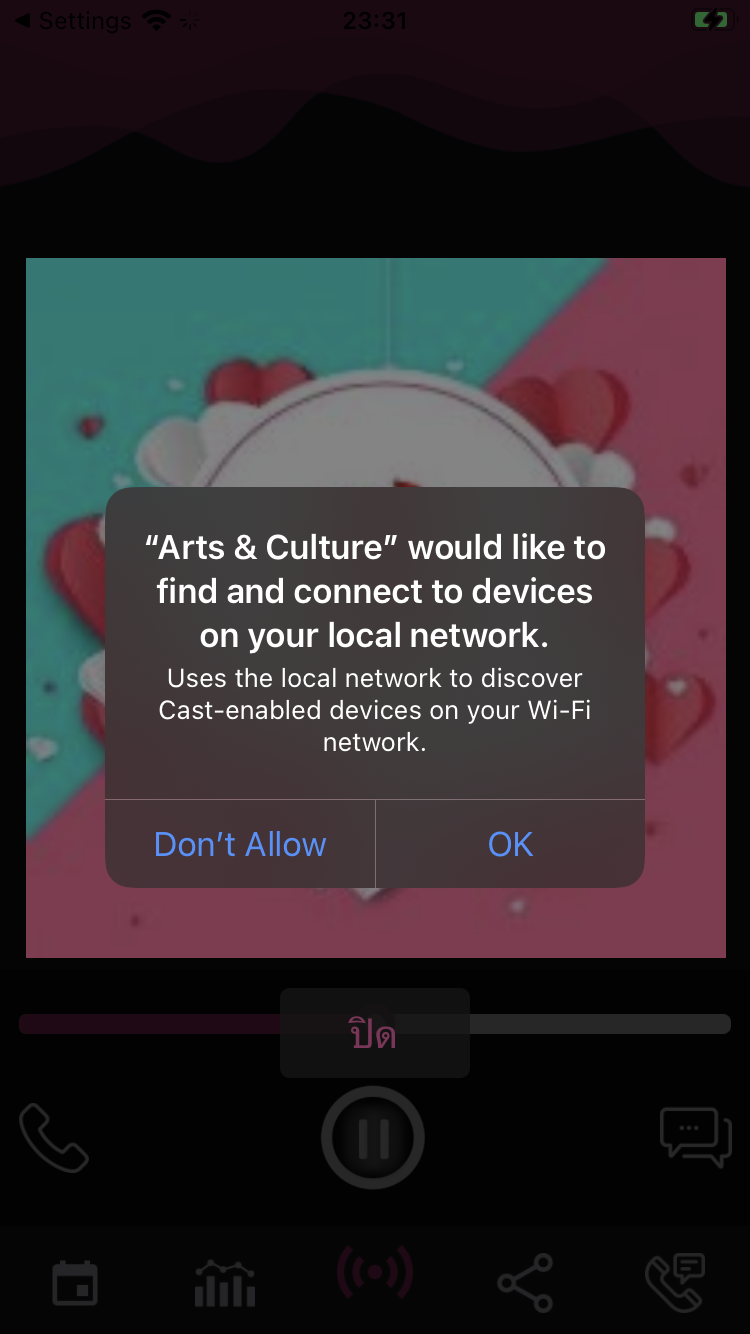 Settings
23:31
“Arts & Culture” would like to
find and connect to devices
on your local network.
Uses the local network to discover
Cast-enabled devices on your Wi-Fi
network.
Don’t Allow
OK
ปิด